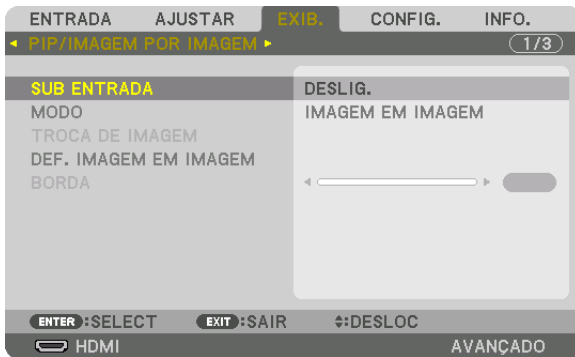 ENTRADA AJUSTAR EXIB. CONFIG. INFO.
PIP/IMAGEM POR IMAGEM 1/3
SUB ENTRADA DESLIG.
MODO IMAGEM EM IMAGEM
TROCA DE IMAGEM
DEF. IMAGEM EM IMAGEM
BORDA
ENTER :SELECT EXIT :SAIR :DESLOC
HDMI AVANÇADO